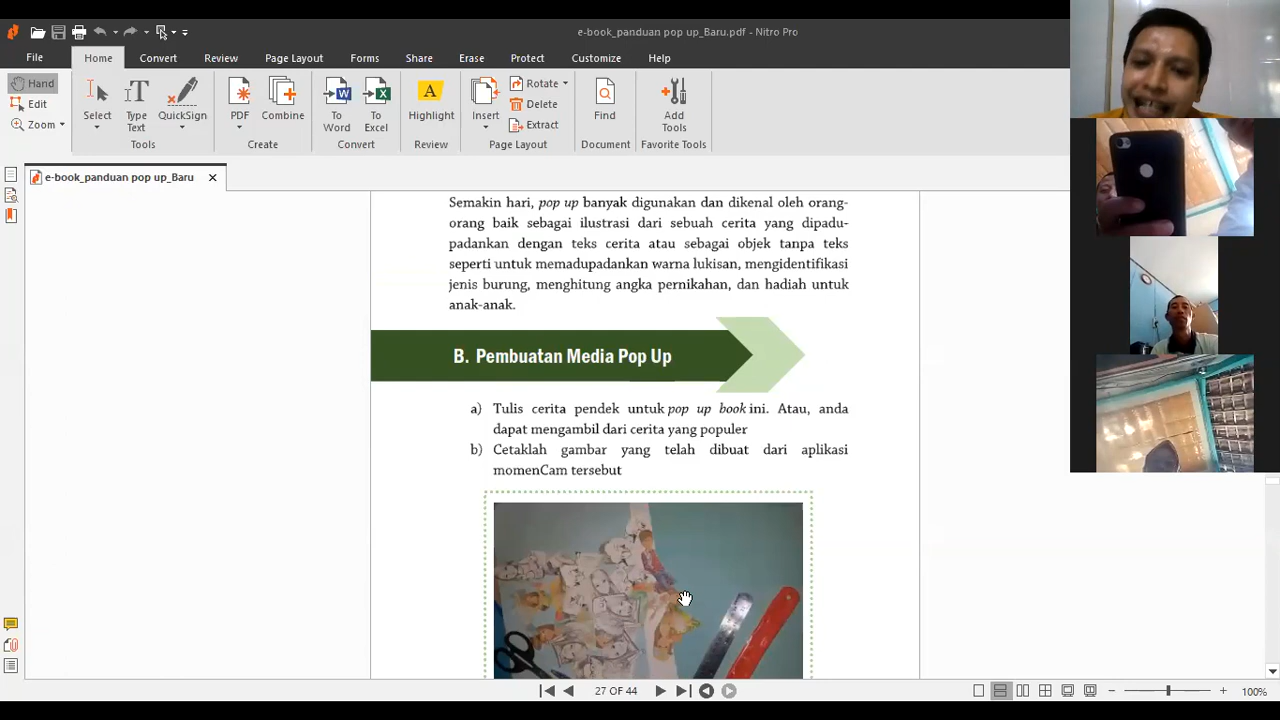 e-book_panduan pop up_Baru.pdf - Nitro Pro
File Home Convert Review Page Layout Forms Share Erase Protect Customize Help
Hand
Edit
Zoom
Select
Type Text
QuickSign
Tools
PDF
Combine
Create
To Word
To Excel
Convert
A
Highlight
Review
Insert
Rotate
Delete
Extract
Page Layout
Find
Document
Add Tools
Favorite Tools
e-book_panduan pop up_Baru
Semakin hari, pop up banyak digunakan dan dikenal oleh orang-
orang baik sebagai ilustrasi dari sebuah cerita yang dipadu-
padankan dengan teks cerita atau sebagai objek tanpa teks
seperti untuk memadupadankan warna lukisan, mengidentifikasi
jenis burung, menghitung angka pernikahan, dan hadiah untuk
anak-anak.
B. Pembuatan Media Pop Up
a) Tulis cerita pendek untuk pop up book ini. Atau, anda
dapat mengambil dari cerita yang populer
b) Cetaklah gambar yang telah dibuat dari aplikasi
momenCam tersebut
27 OF 44
100%